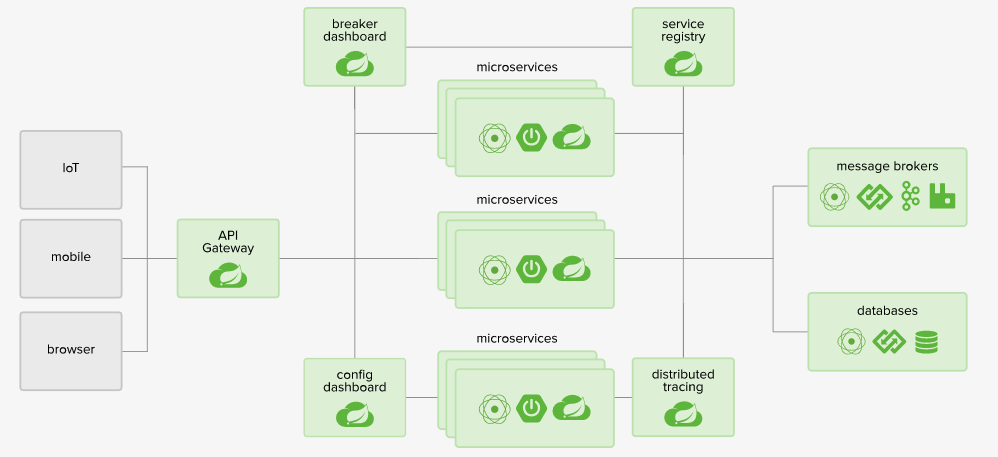 breaker
dashboard
service
registry
microservices
IoT
message brokers
microservices
API
Gateway
mobile
databases
microservices
browser
config
dashboard
distributed
tracing